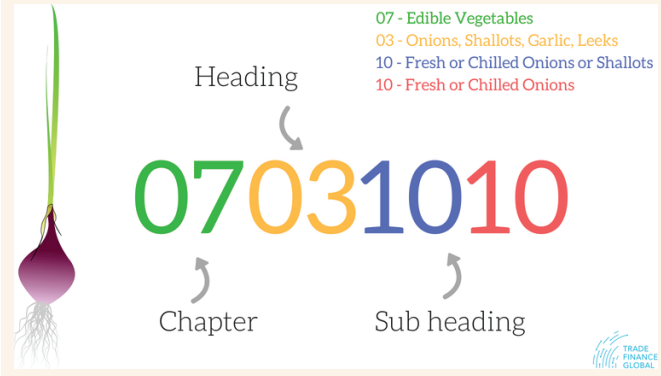 07 - Edible Vegetables
03 - Onions, Shallots, Garlic, Leeks
10 - Fresh or Chilled Onions or Shallots
10 - Fresh or Chilled Onions
Heading
07031010
Chapter
Sub heading
TRADE
FINANCE
GLOBAL